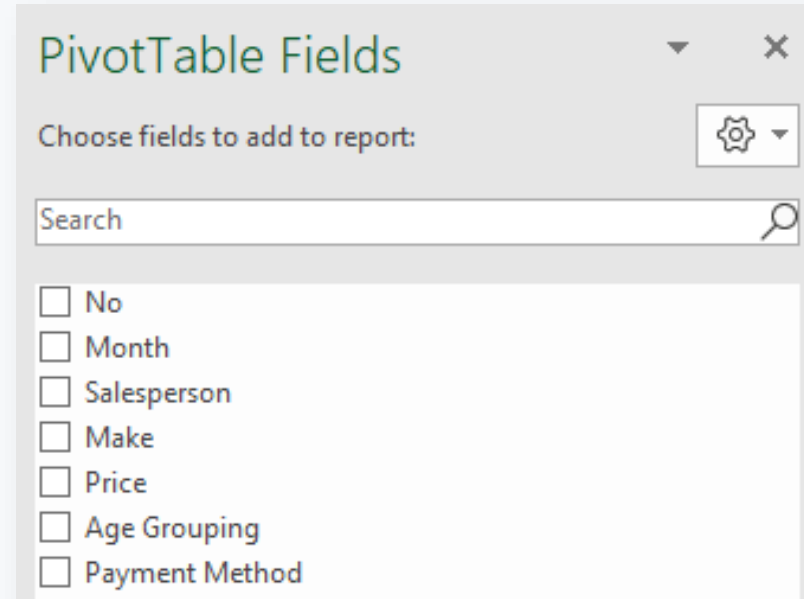 PivotTable Fields
Choose fields to add to report:
Search
No
Month
Salesperson
Make
Price
Age Grouping
Payment Method